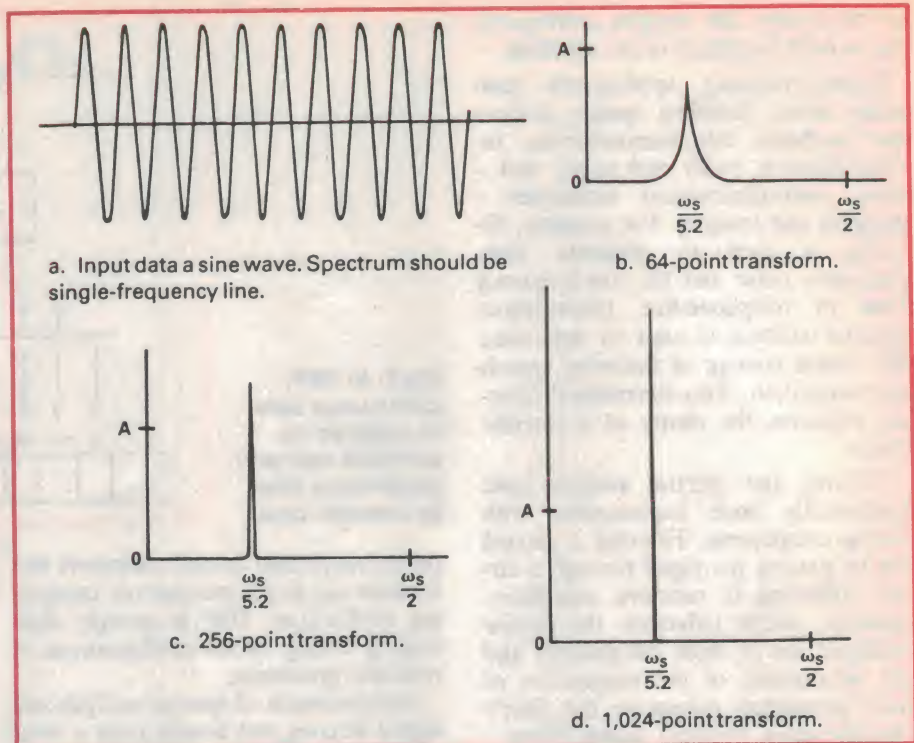 a. Input data a sine wave. Spectrum should be
single-frequency line.
A
0
ωs
5.2
ωs
2
b. 64-point transform.
A
0
ωs
5.2
ωs
2
c. 256-point transform.
A
0
ωs
5.2
ωs
2
d. 1,024-point transform.